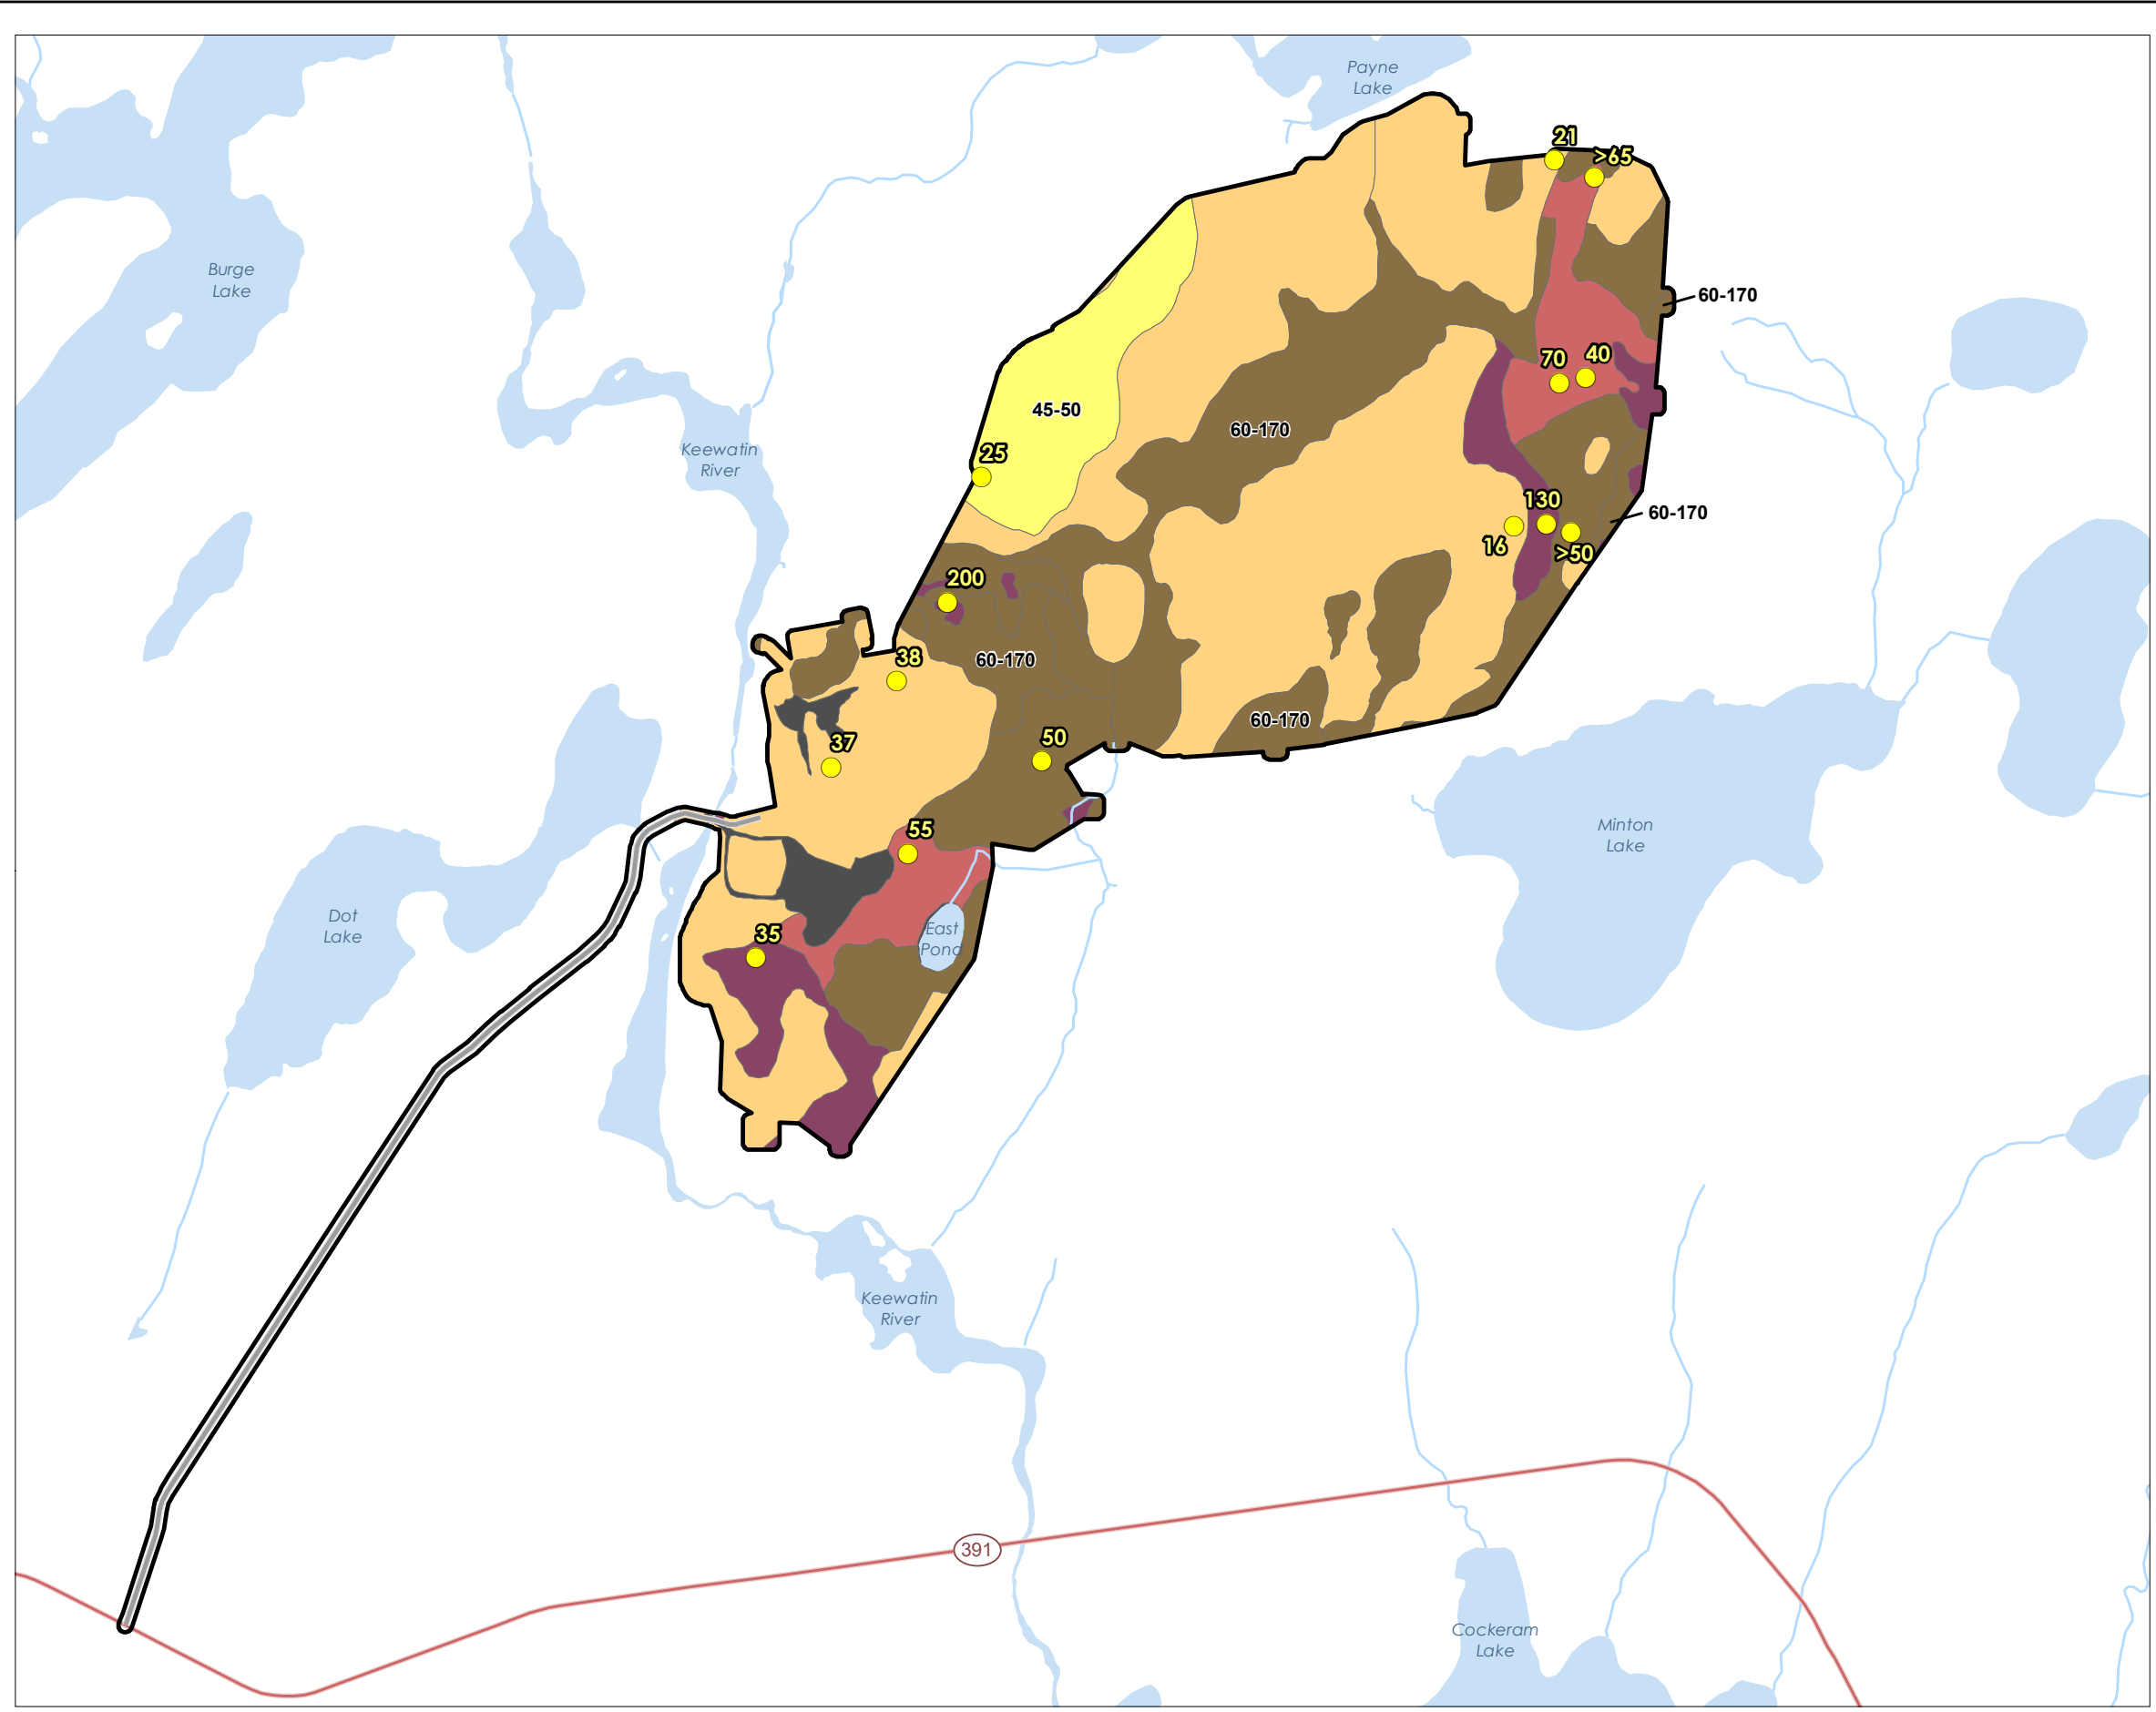 Payne
Lake
21
>65
Burge
Lake
60-170
70
40
45-50
60-170
Keewatin
River
25
130
60-170
16
>50
200
38
60-170
60-170
50
37
55
Minton
Lake
Dot
Lake
35
East
Pond
Keewatin
River
391
Cockeram
Lake